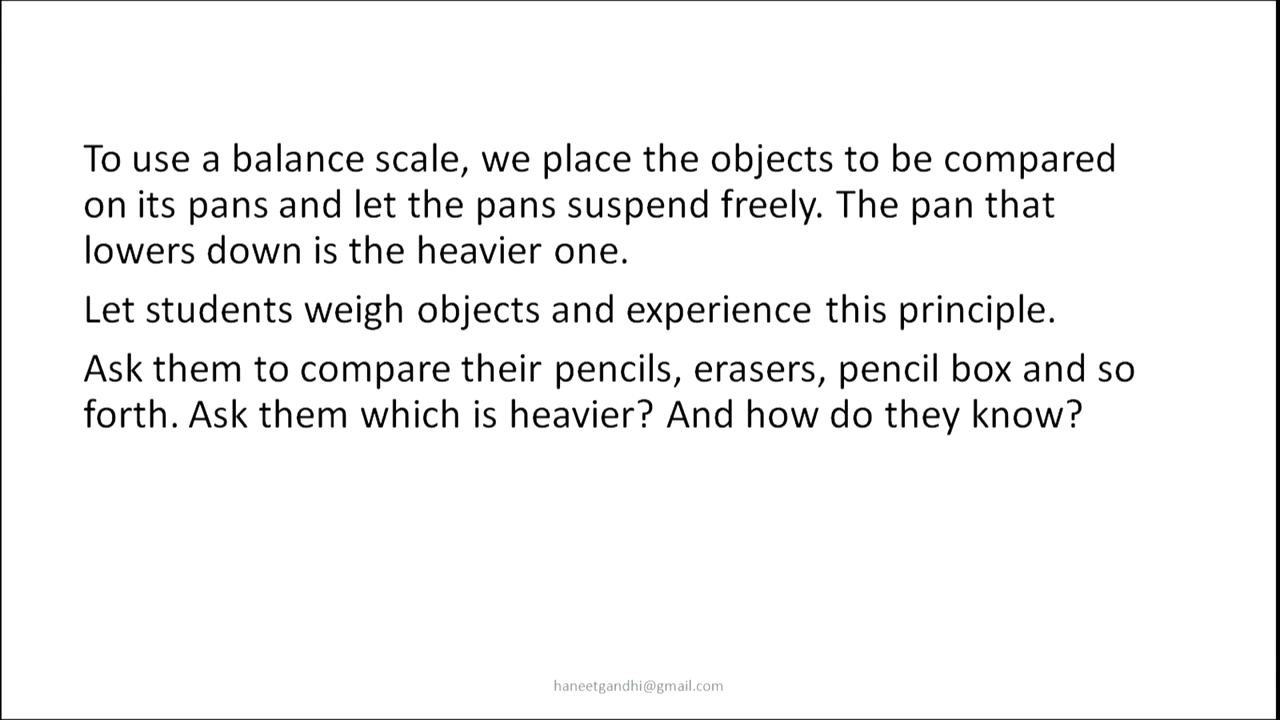 To use a balance scale, we place the objects to be compared
on its pans and let the pans suspend freely. The pan that
lowers down is the heavier one.
Let students weigh objects and experience this principle.
Ask them to compare their pencils, erasers, pencil box and so
forth. Ask them which is heavier? And how do they know?
haneetgandhi@gmail.com